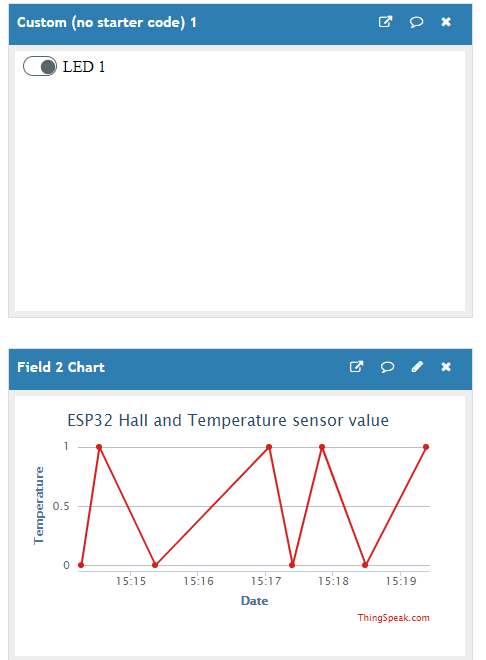 Custom (no starter code) 1
LED 1
Field 2 Chart
ESP32 Hall and Temperature sensor value
Temperature
1
0.5
0
15:15 15:16 15:17 15:18 15:19
Date
ThingSpeak.com